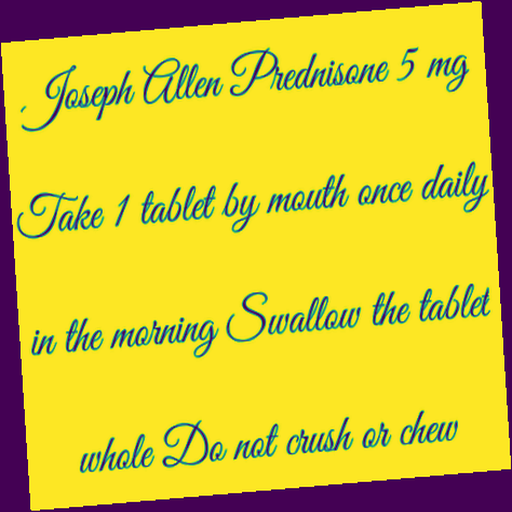 Joseph Allen Prednisone 5 mg
Take 1 tablet by mouth once daily
in the morning Swallow the tablet
whole Do not crush or chew